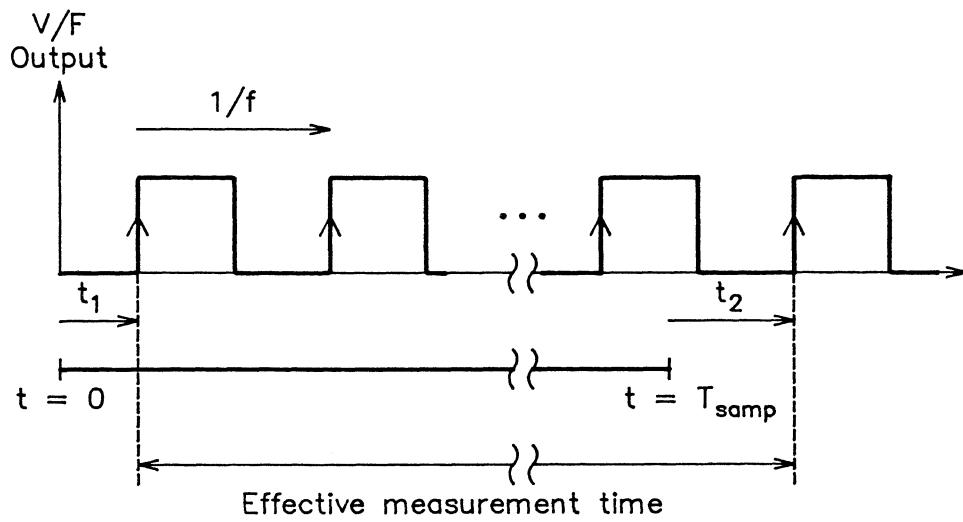 V/F
Output
1/f
...
t1
t2
t = 0
t = Tsamp
Effective measurement time